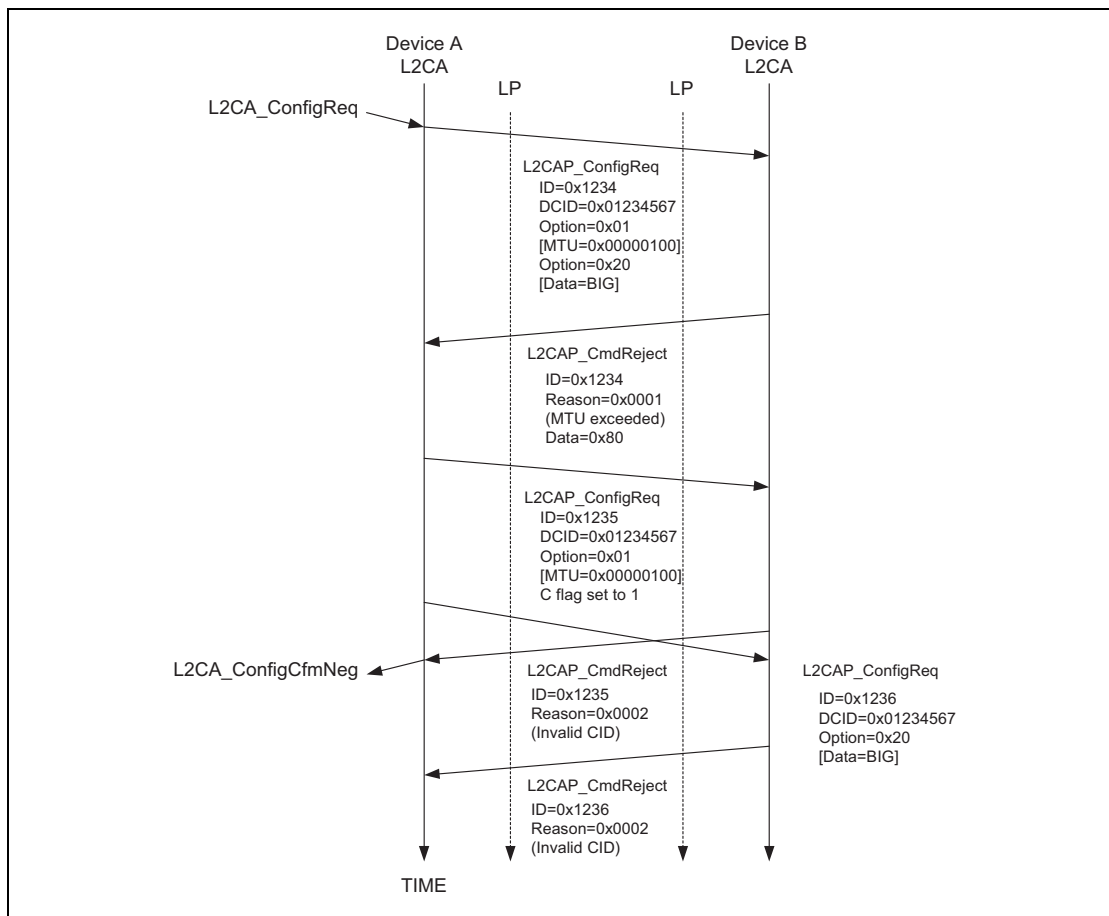 Device A
L2CA
Device B
L2CA
LP
LP
L2CA_ConfigReq
L2CAP_ConfigReq
ID=0x1234
DCID=0x01234567
Option=0x01
[MTU=0x00000100]
Option=0x20
[Data=BIG]
L2CAP_CmdReject
ID=0x1234
Reason=0x0001
(MTU exceeded)
Data=0x80
L2CAP_ConfigReq
ID=0x1235
DCID=0x01234567
Option=0x01
[MTU=0x00000100]
C flag set to 1
L2CA_ConfigCfmNeg
L2CAP_CmdReject
ID=0x1235
Reason=0x0002
(Invalid CID)
L2CAP_ConfigReq
ID=0x1236
DCID=0x01234567
Option=0x20
[Data=BIG]
L2CAP_CmdReject
ID=0x1236
Reason=0x0002
(Invalid CID)
TIME